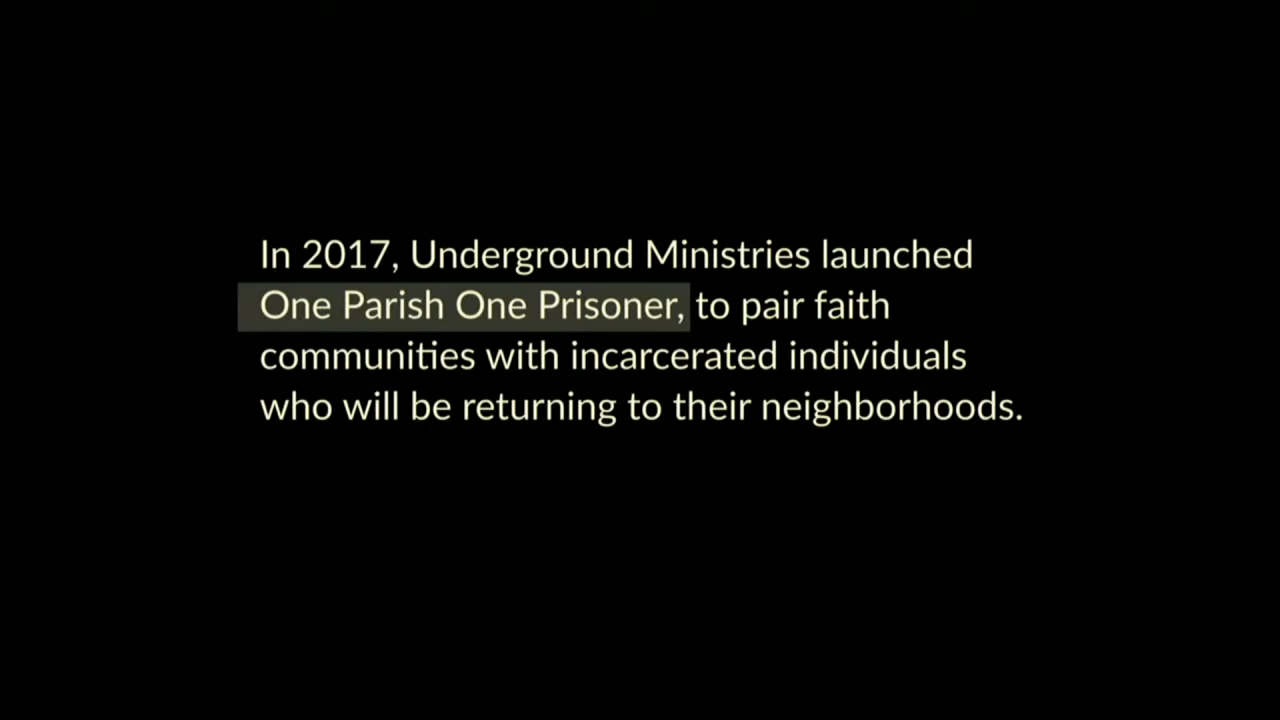 In 2017, Underground Ministries launched
One Parish One Prisoner, to pair faith
communities with incarcerated individuals
who will be returning to their neighborhoods.